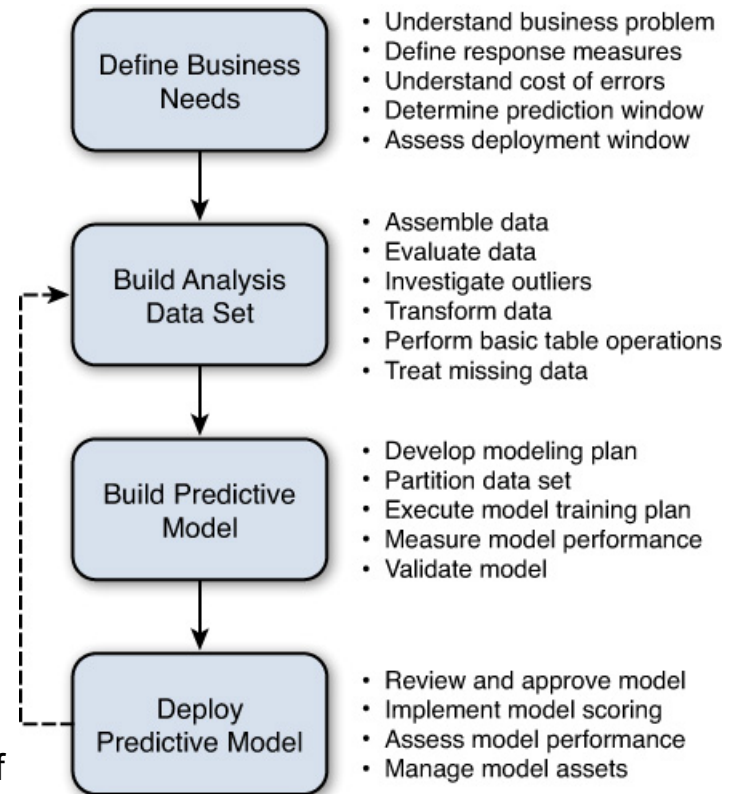 Define Business
Needs
• Understand business problem
• Define response measures
• Understand cost of errors
• Determine prediction window
• Assess deployment window
Build Analysis
Data Set
• Assemble data
• Evaluate data
• Investigate outliers
• Transform data
• Perform basic table operations
• Treat missing data
Build Predictive
Model
• Develop modeling plan
• Partition data set
• Execute model training plan
• Measure model performance
• Validate model
Deploy
Predictive Model
• Review and approve model
• Implement model scoring
• Assess model performance
• Manage model assets
f